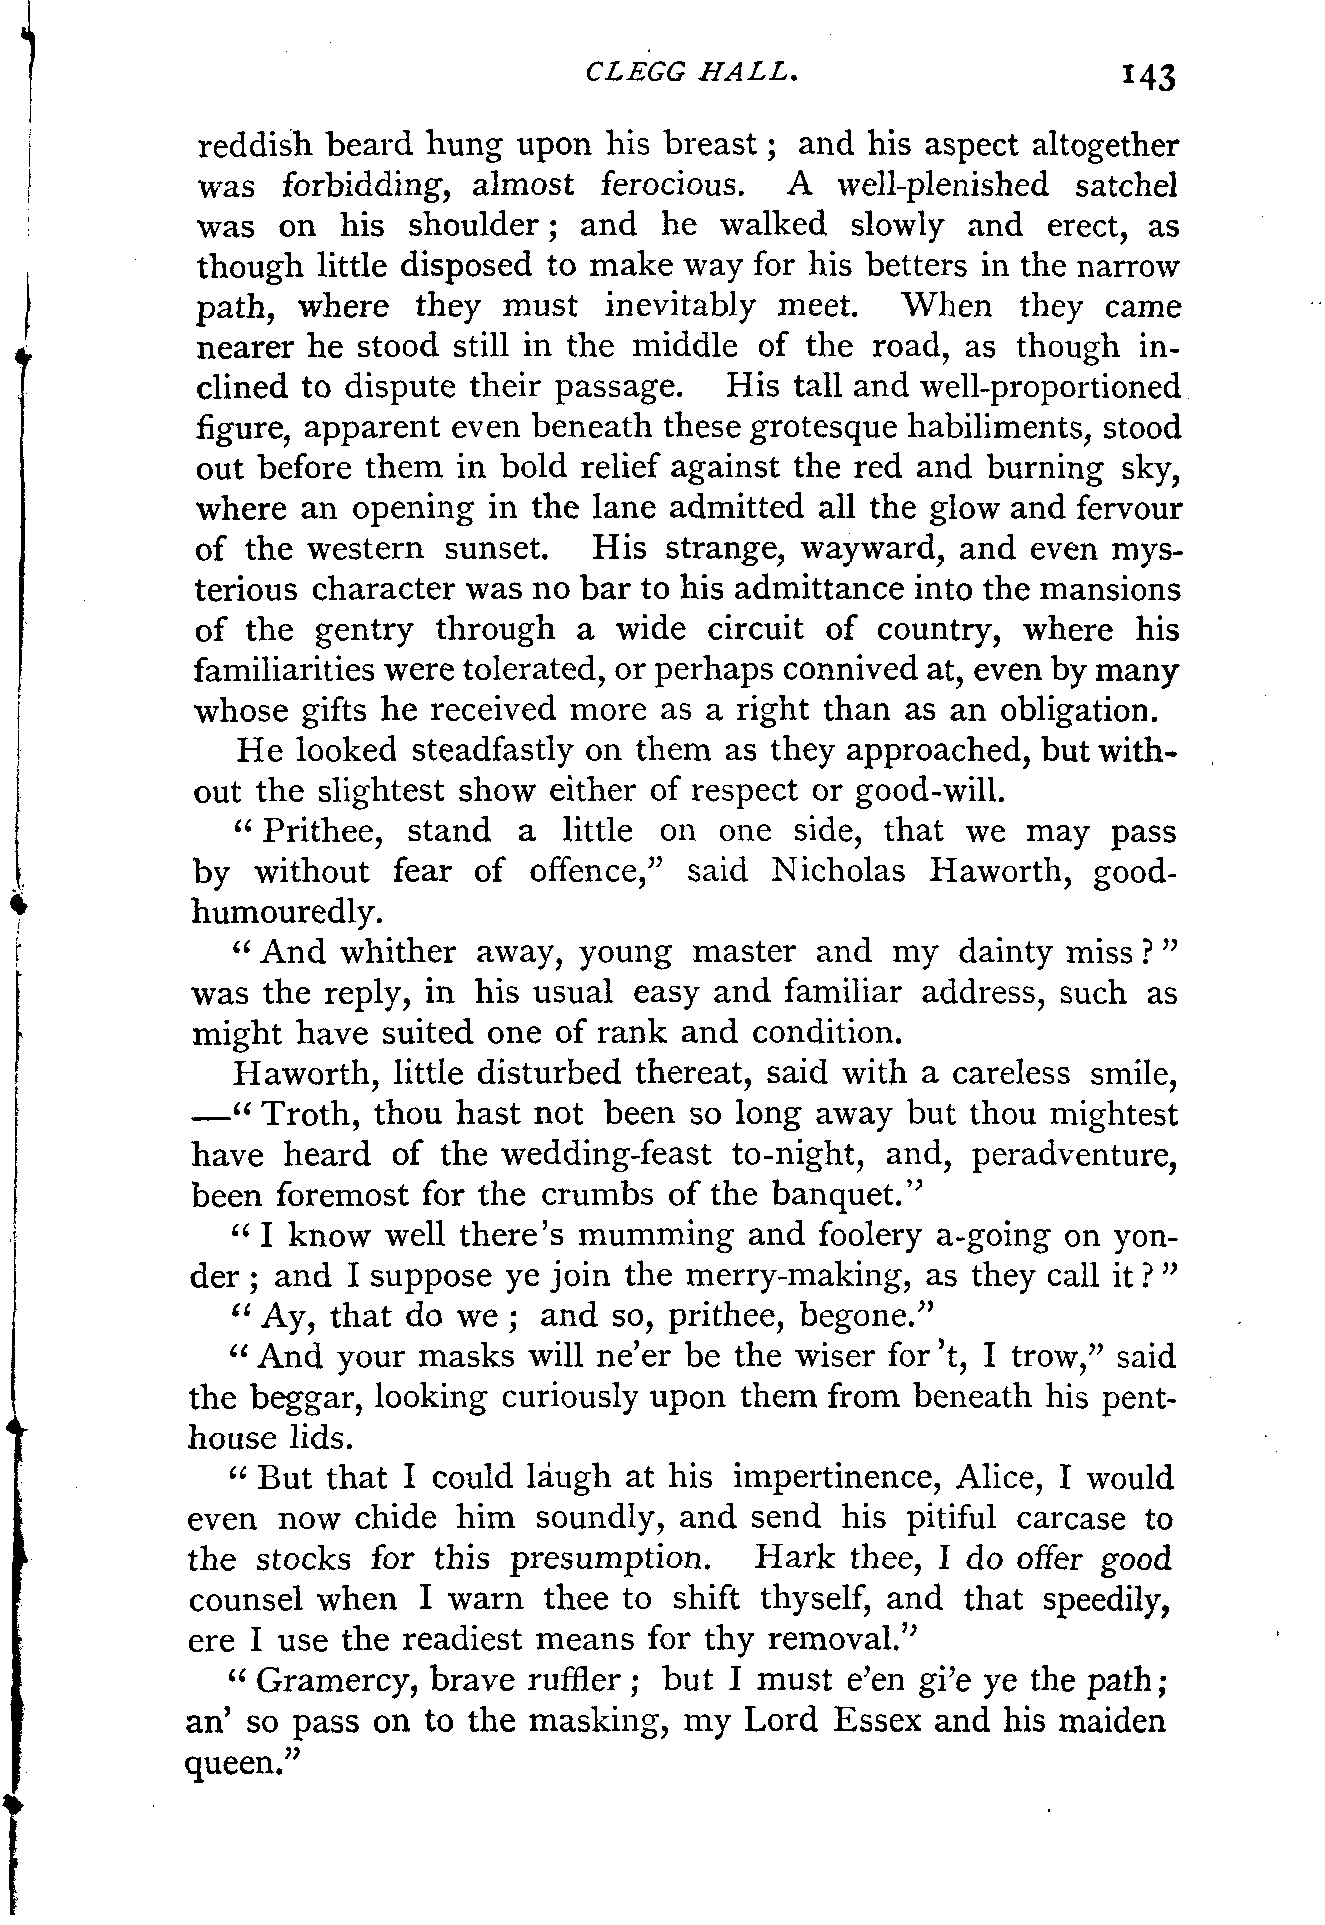 CLEGG HALL. 143
reddish beard hung upon his breast ; and his aspect altogether
was forbidding, almost ferocious. A well-plenished satchel
was on his shoulder ; and he walked slowly and erect, as
though little disposed to make way for his betters in the narrow
path, where they must inevitably meet. When they came
nearer he stood still in the middle of the road, as though in-
clined to dispute their passage. His tall and well-proportioned
figure, apparent even beneath these grotesque habiliments, stood
out before them in bold relief against the red and burning sky,
where an opening in the lane admitted all the glow and fervour
of the western sunset. His strange, wayward, and even mys-
terious character was no bar to his admittance into the mansions
of the gentry through a wide circuit of country, where his
familiarities were tolerated, or perhaps connived at, even by many
whose gifts he received more as a right than as an obligation.
He looked steadfastly on them as they approached, but with-
out the slightest show either of respect or good-will.
“ Prithee, stand a little on one side, that we may pass
by without fear of offence,” said Nicholas Haworth, good-
humouredly.
“ And whither away, young master and my dainty miss ? ”
was the reply, in his usual easy and familiar address, such as
might have suited one of rank and condition.
Haworth, little disturbed thereat, said with a careless smile,
—“ Troth, thou hast not been so long away but thou mightest
have heard of the wedding-feast to-night, and, peradventure,
been foremost for the crumbs of the banquet.”
“ I know well there’s mumming and foolery a-going on yon-
der ; and I suppose ye join the merry-making, as they call it ? ”
“ Ay, that do we ; and so, prithee, begone.”
“ And your masks will ne’er be the wiser for ’t, I trow,” said
the beggar, looking curiously upon them from beneath his pent-
house lids.
“ But that I could laugh at his impertinence, Alice, I would
even now chide him soundly, and send his pitiful carcase to
the stocks for this presumption. Hark thee, I do offer good
counsel when I warn thee to shift thyself, and that speedily,
ere I use the readiest means for thy removal.”
“ Gramercy, brave ruffler ; but I must e’en gi’e ye the path;
an’ so pass on to the masking, my Lord Essex and his maiden
queen.”